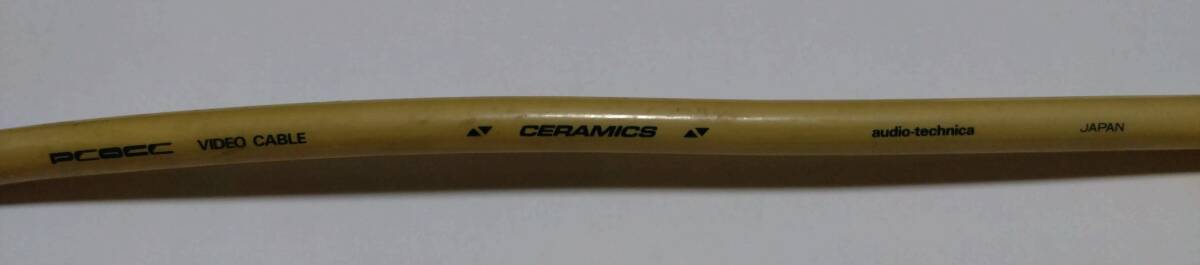 PCOCC VIDEO CABLE CERAMICS audio-technica JAPAN